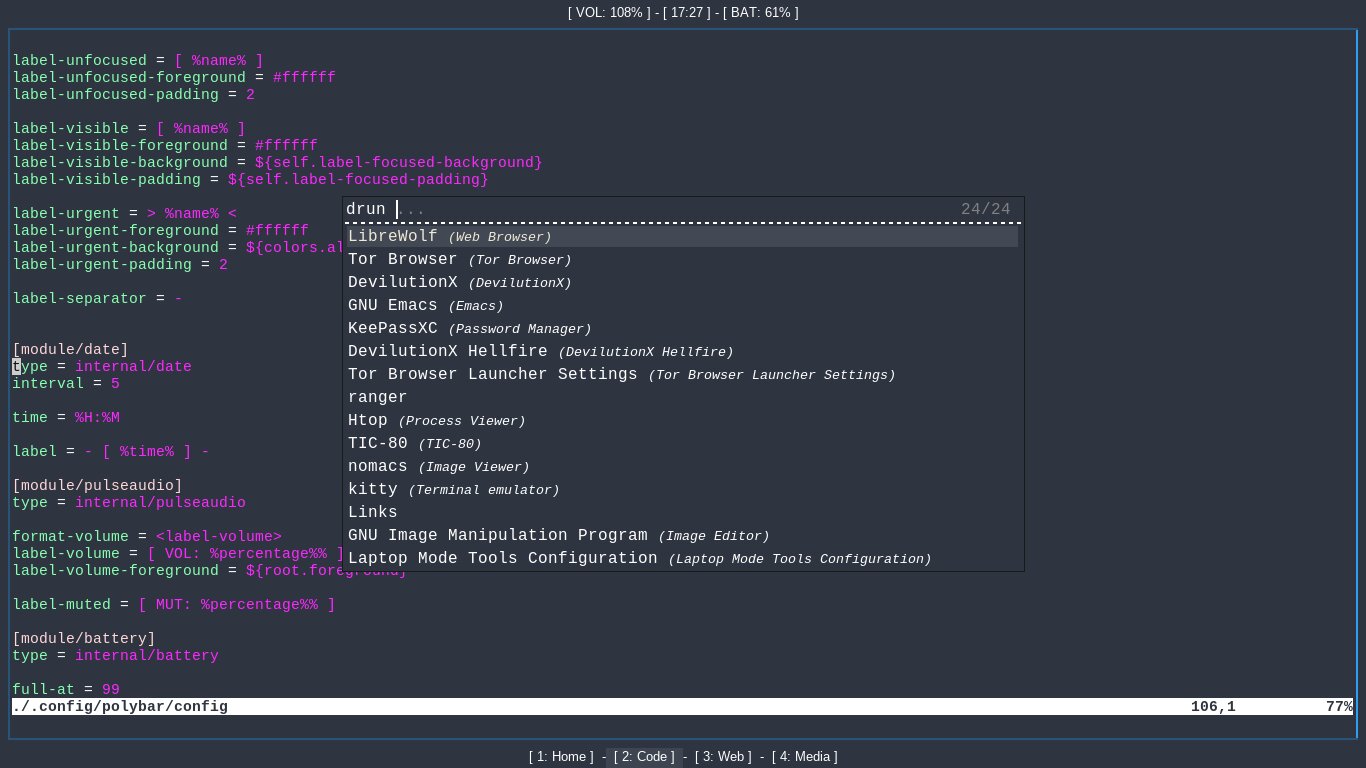 [ VOL: 108% ] - [ 17:27 ] - [ BAT: 61% ]
label-unfocused = [ %name% ]
label-unfocused-foreground = #ffffff
label-unfocused-padding = 2
label-visible = [ %name% ]
label-visible-foreground = #ffffff
label-visible-background = ${self.label-focused-background}
label-visible-padding = ${self.label-focused-padding}
label-urgent = > %name% <
label-urgent-foreground = #ffffff
label-urgent-background = ${colors.al
label-urgent-padding = 2
label-separator = -
[module/date]
type = internal/date
interval = 5
time = %H:%M
label = - [ %time% ] -
[module/pulseaudio]
type = internal/pulseaudio
format-volume = <label-volume>
label-volume = [ VOL: %percentage%% ]
label-volume-foreground = ${root.foreground}
label-muted = [ MUT: %percentage%% ]
[module/battery]
type = internal/battery
full-at = 99
./.config/polybar/config 106,1 77%
drun ... 24/24
LibreWolf (Web Browser)
Tor Browser (Tor Browser)
DevilutionX (DevilutionX)
GNU Emacs (Emacs)
KeePassXC (Password Manager)
DevilutionX Hellfire (DevilutionX Hellfire)
Tor Browser Launcher Settings (Tor Browser Launcher Settings)
ranger
Htop (Process Viewer)
TIC-80 (TIC-80)
nomacs (Image Viewer)
kitty (Terminal emulator)
Links
GNU Image Manipulation Program (Image Editor)
Laptop Mode Tools Configuration (Laptop Mode Tools Configuration)
[ 1: Home ] - [ 2: Code ] - [ 3: Web ] - [ 4: Media ]